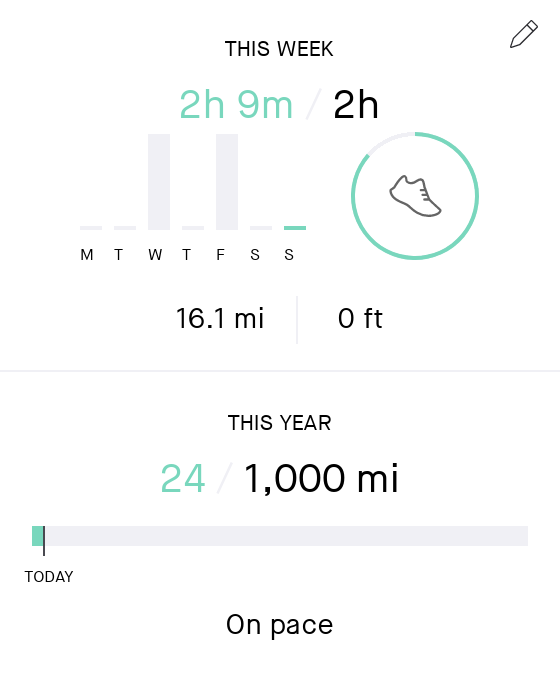 THIS WEEK
2h 9m / 2h
M T W T F S S
16.1 mi 0 ft
THIS YEAR
24 / 1,000 mi
TODAY
On pace